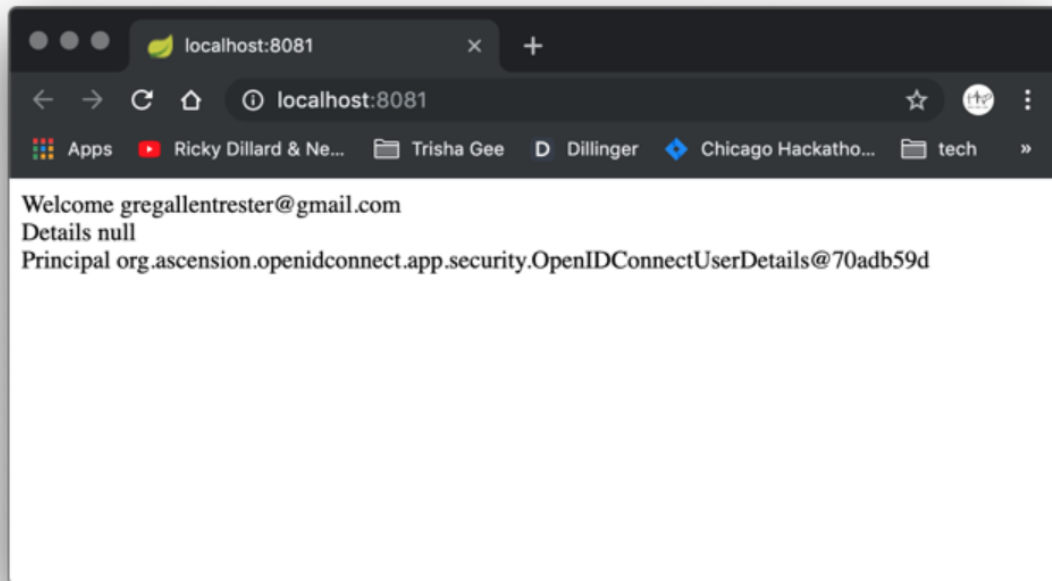 localhost:8081
localhost:8081
Apps Ricky Dillard & Ne... Trisha Gee D Dillinger Chicago Hackatho... tech »
Welcome gregallentrester@gmail.com
Details null
Principal org.ascension.openidconnect.app.security.OpenIDConnectUserDetails@70adb59d